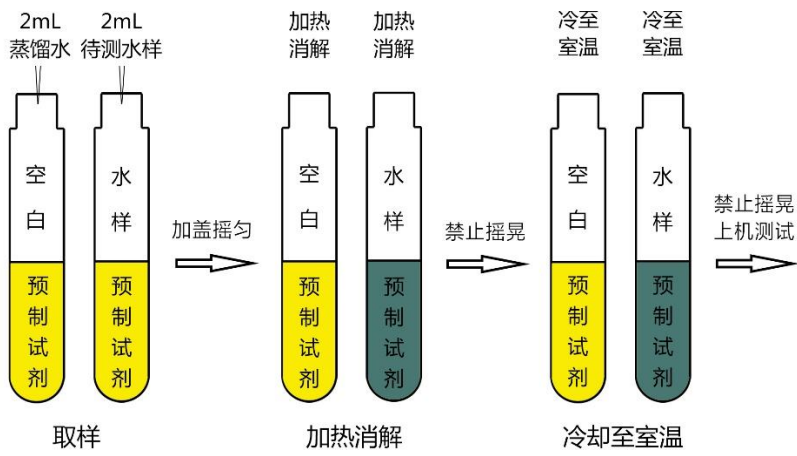 2mL
蒸馏水
2mL
待测水样
空
白
预
制
试
剂
水
样
预
制
试
剂
取样
加盖摇匀
加热
消解
加热
消解
空
白
预
制
试
剂
水
样
预
制
试
剂
加热消解
禁止摇晃
冷至
室温
冷至
室温
空
白
预
制
试
剂
水
样
预
制
试
剂
冷却至室温
禁止摇晃
上机测试